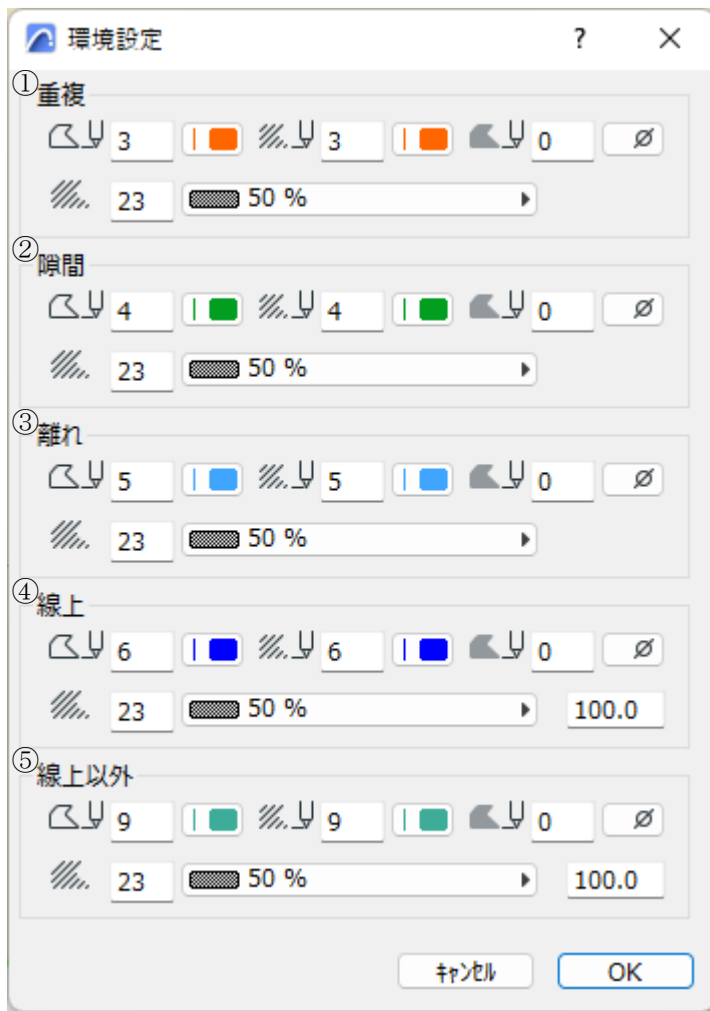 環境設定 ? ×
①重複
3 3 0 Ø
23 50 %
②隙間
4 4 0 Ø
23 50 %
③離れ
5 5 0 Ø
23 50 %
④線上
6 6 0 Ø
23 50 % 100.0
⑤線上以外
9 9 0 Ø
23 50 % 100.0
ｷｬﾝｾﾙ OK